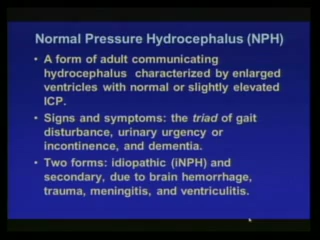 Normal Pressure Hydrocephalus (NPH)
• A form of adult communicating
hydrocephalus characterized by enlarged
ventricles with normal or slightly elevated
ICP.
• Signs and symptoms: the triad of gait
disturbance, urinary urgency or
incontinence, and dementia.
• Two forms: idiopathic (iNPH) and
secondary, due to brain hemorrhage,
trauma, meningitis, and ventriculitis.